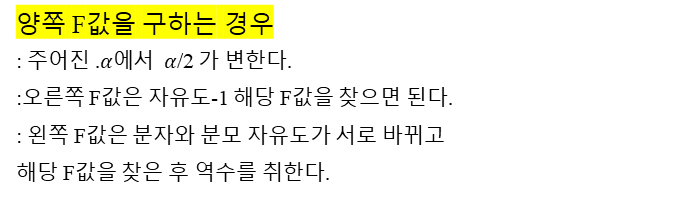 양쪽 F값을 구하는 경우
: 주어진 .α에서 α/2 가 변한다.
:오른쪽 F값은 자유도-1 해당 F값을 찾으면 된다.
: 왼쪽 F값은 분자와 분모 자유도가 서로 바뀌고
해당 F값을 찾은 후 역수를 취한다.